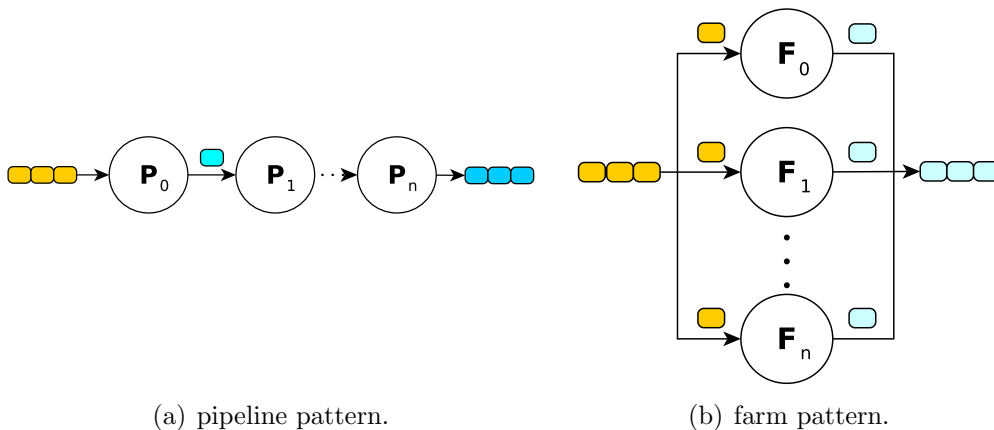 P0
P1
Pn
(a) pipeline pattern.
F0
F1
Fn
(b) farm pattern.